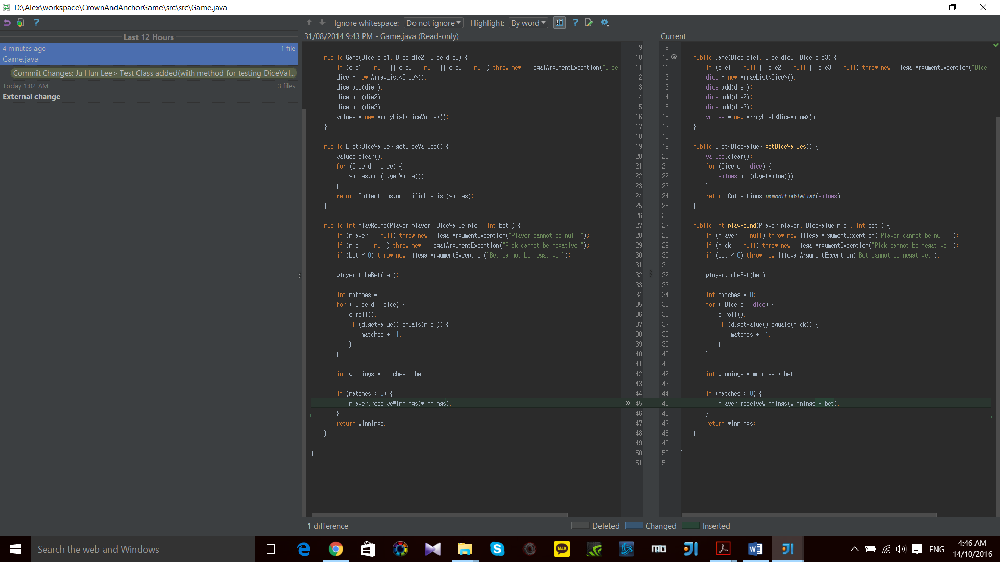 D:\Alex\workspace\CrownAndAnchorGame\src\src\Game.java
Ignore whitespace: Do not ignore Highlight: By word
Last 12 Hours
4 minutes ago 1 file
Game.java
Commit Changes: Ju Hun Lee> Test Class added(with method for testing DiceVal...
Today 1:02 AM 3 files
External change
31/08/2014 9:43 PM - Game.java (Read-only)
9
10 public Game(Dice die1, Dice die2, Dice die3) {
11 if (die1 == null || die2 == null || die3 == null) throw new IllegalArgumentException("Dice
12 dice = new ArrayList<Dice>();
13 dice.add(die1);
14 dice.add(die2);
15 dice.add(die3);
16 values = new ArrayList<DiceValue>();
17 }
18
19 public List<DiceValue> getDiceValues() {
20 values.clear();
21 for (Dice d : dice) {
22 values.add(d.getValue());
23 }
24 return Collections.unmodifiableList(values);
25 }
26
27 public int playRound(Player player, DiceValue pick, int bet ) {
28 if (player == null) throw new IllegalArgumentException("Player cannot be null.");
29 if (pick == null) throw new IllegalArgumentException("Pick cannot be negative.");
30 if (bet < 0) throw new IllegalArgumentException("Bet cannot be negative.");
31
32 player.takeBet(bet);
33
34 int matches = 0;
35 for ( Dice d : dice) {
36 d.roll();
37 if (d.getValue().equals(pick)) {
38 matches += 1;
39 }
40 }
41
42 int winnings = matches * bet;
43
44 if (matches > 0) {
45 player.receiveWinnings(winnings);
46 }
47 return winnings;
48 }
49
50 }
51
Current
9
10 @ public Game(Dice die1, Dice die2, Dice die3) {
11 if (die1 == null || die2 == null || die3 == null) throw new IllegalArgumentException("Dice
12 dice = new ArrayList<Dice>();
13 dice.add(die1);
14 dice.add(die2);
15 dice.add(die3);
16 values = new ArrayList<DiceValue>();
17 }
18
19 public List<DiceValue> getDiceValues() {
20 values.clear();
21 for (Dice d : dice) {
22 values.add(d.getValue());
23 }
24 return Collections.unmodifiableList(values);
25 }
26
27 public int playRound(Player player, DiceValue pick, int bet ) {
28 if (player == null) throw new IllegalArgumentException("Player cannot be null.");
29 if (pick == null) throw new IllegalArgumentException("Pick cannot be negative.");
30 if (bet < 0) throw new IllegalArgumentException("Bet cannot be negative.");
31
32 player.takeBet(bet);
33
34 int matches = 0;
35 for ( Dice d : dice) {
36 d.roll();
37 if (d.getValue().equals(pick)) {
38 matches += 1;
39 }
40 }
41
42 int winnings = matches * bet;
43
44 if (matches > 0) {
45 player.receiveWinnings(winnings + bet);
46 }
47 return winnings;
48 }
49
50 }
51
1 difference Deleted Changed Inserted
Search the web and Windows
TALK
ENG
4:46 AM
14/10/2016